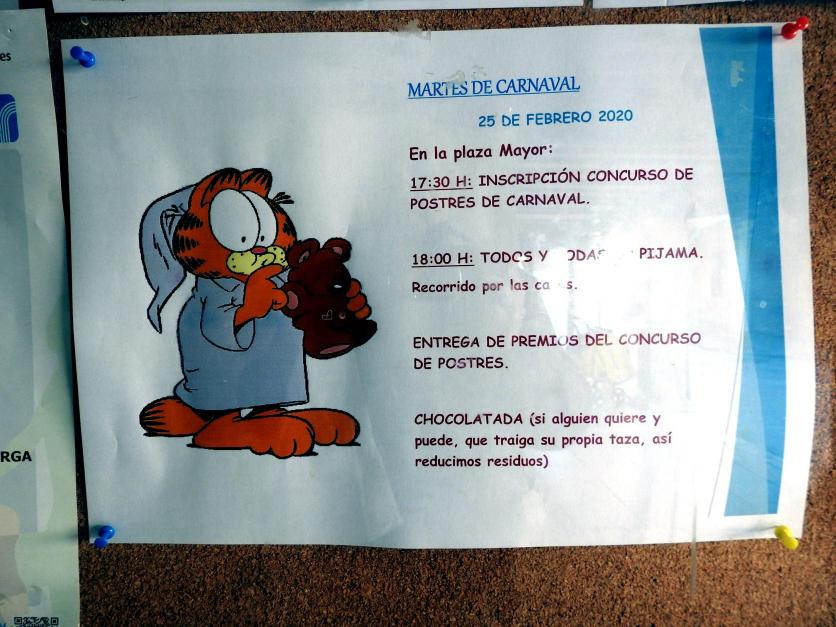 es
RGA
MARTES DE CARNAVAL
25 DE FEBRERO 2020
En la plaza Mayor:
17:30 H: INSCRIPCIÓN CONCURSO DE
POSTRES DE CARNAVAL.
18:00 H: TODOS Y PIJAMA.
Recorrido por las
ENTREGA DE PREMIOS DEL CONCURSO
DE POSTRES.
CHOCOLATADA (si alguien quiere y
puede, que traiga su propia taza, así
reducimos residuos)